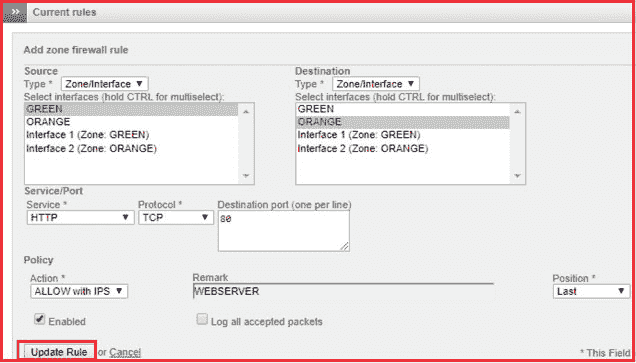 » Current rules
Add zone firewall rule
Source Destination
Type * Zone/Interface Type * Zone/Interface
Select interfaces (hold CTRL for multiselect): Select interfaces (hold CTRL for multiselect):
GREEN GREEN
ORANGE ORANGE
Interface 1 (Zone: GREEN) Interface 1 (Zone: GREEN)
Interface 2 (Zone: ORANGE) Interface 2 (Zone: ORANGE)
Service/Port
Service * Protocol * Destination port (one per line)
HTTP TCP 80
Policy
Action * Remark Position *
ALLOW with IPS WEBSERVER Last
Enabled Log all accepted packets
Update Rule or Cancel * This Field